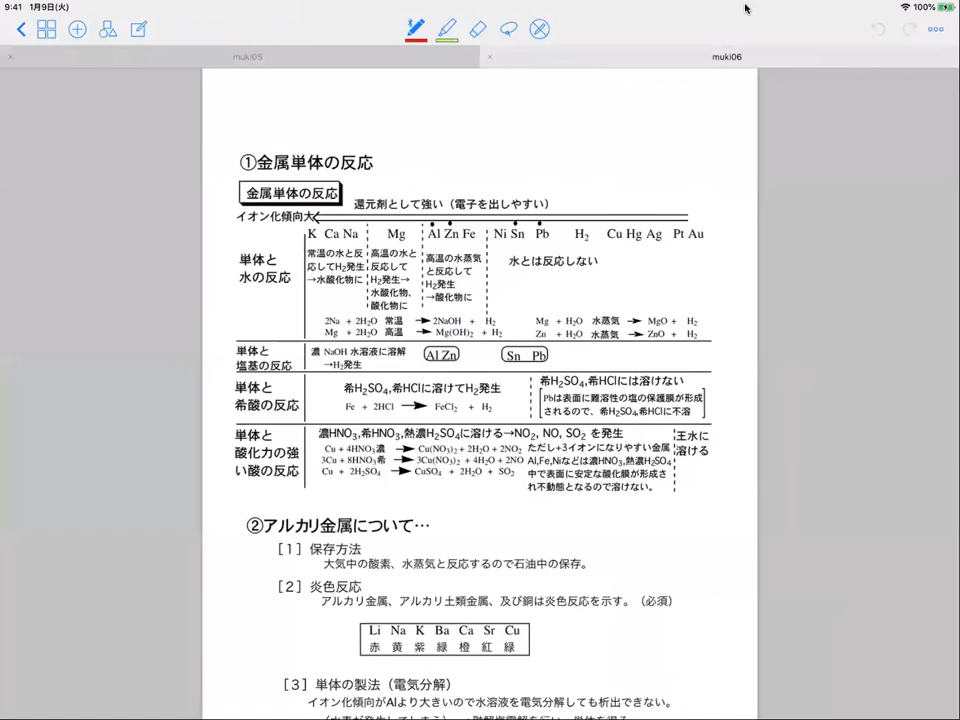 9:41 1月9日(火) 100%
muki05
muki06
①金属単体の反応
金属単体の反応
還元剤として強い（電子を出しやすい）
イオン化傾向大
K Ca Na Mg Al Zn Fe Ni Sn Pb H₂ Cu Hg Ag Pt Au
単体と
水の反応
常温の水と反
応してH₂発生
→水酸化物に
高温の水と
反応して
H₂発生→
水酸化物、
酸化物に
高温の水蒸気
と反応して
H₂発生
→酸化物に
水とは反応しない
2Na + 2H₂O 常温 → 2NaOH + H₂
Mg + 2H₂O 高温 → Mg(OH)₂ + H₂
Mg + H₂O 水蒸気 → MgO + H₂
Zn + H₂O 水蒸気 → ZnO + H₂
単体と
塩基の反応
濃 NaOH 水溶液に溶解
→H₂発生
Al Zn
Sn Pb
単体と
希酸の反応
希H₂SO₄,希HClに溶けてH₂発生
Fe + 2HCl → FeCl₂ + H₂
希H₂SO₄,希HClには溶けない
Pbは表面に難溶性の塩の保護膜が形成
されるので、希H₂SO₄,希HClに不溶
単体と
酸化力の強
い酸の反応
濃HNO₃,希HNO₃,熱濃H₂SO₄に溶ける→NO₂, NO, SO₂ を発生
Cu + 4HNO₃濃 → Cu(NO₃)₂ + 2H₂O + 2NO₂
3Cu + 8HNO₃希 → 3Cu(NO₃)₂ + 4H₂O + 2NO
Cu + 2H₂SO₄ → CuSO₄ + 2H₂O + SO₂
ただし+3イオンになりやすい金属
Al,Fe,Niなどは濃HNO₃,熱濃H₂SO₄
中で表面に安定な酸化膜が形成さ
れ不動態となるので溶けない。
王水に
溶ける
②アルカリ金属について…
［1］保存方法
大気中の酸素、水蒸気と反応するので石油中の保存。
［2］炎色反応
アルカリ金属、アルカリ土類金属、及び銅は炎色反応を示す。（必須）
Li Na K Ba Ca Sr Cu
赤 黄 紫 緑 橙 紅 緑
［3］単体の製法（電気分解）
イオン化傾向がAlより大きいので水溶液を電気分解しても析出できない。